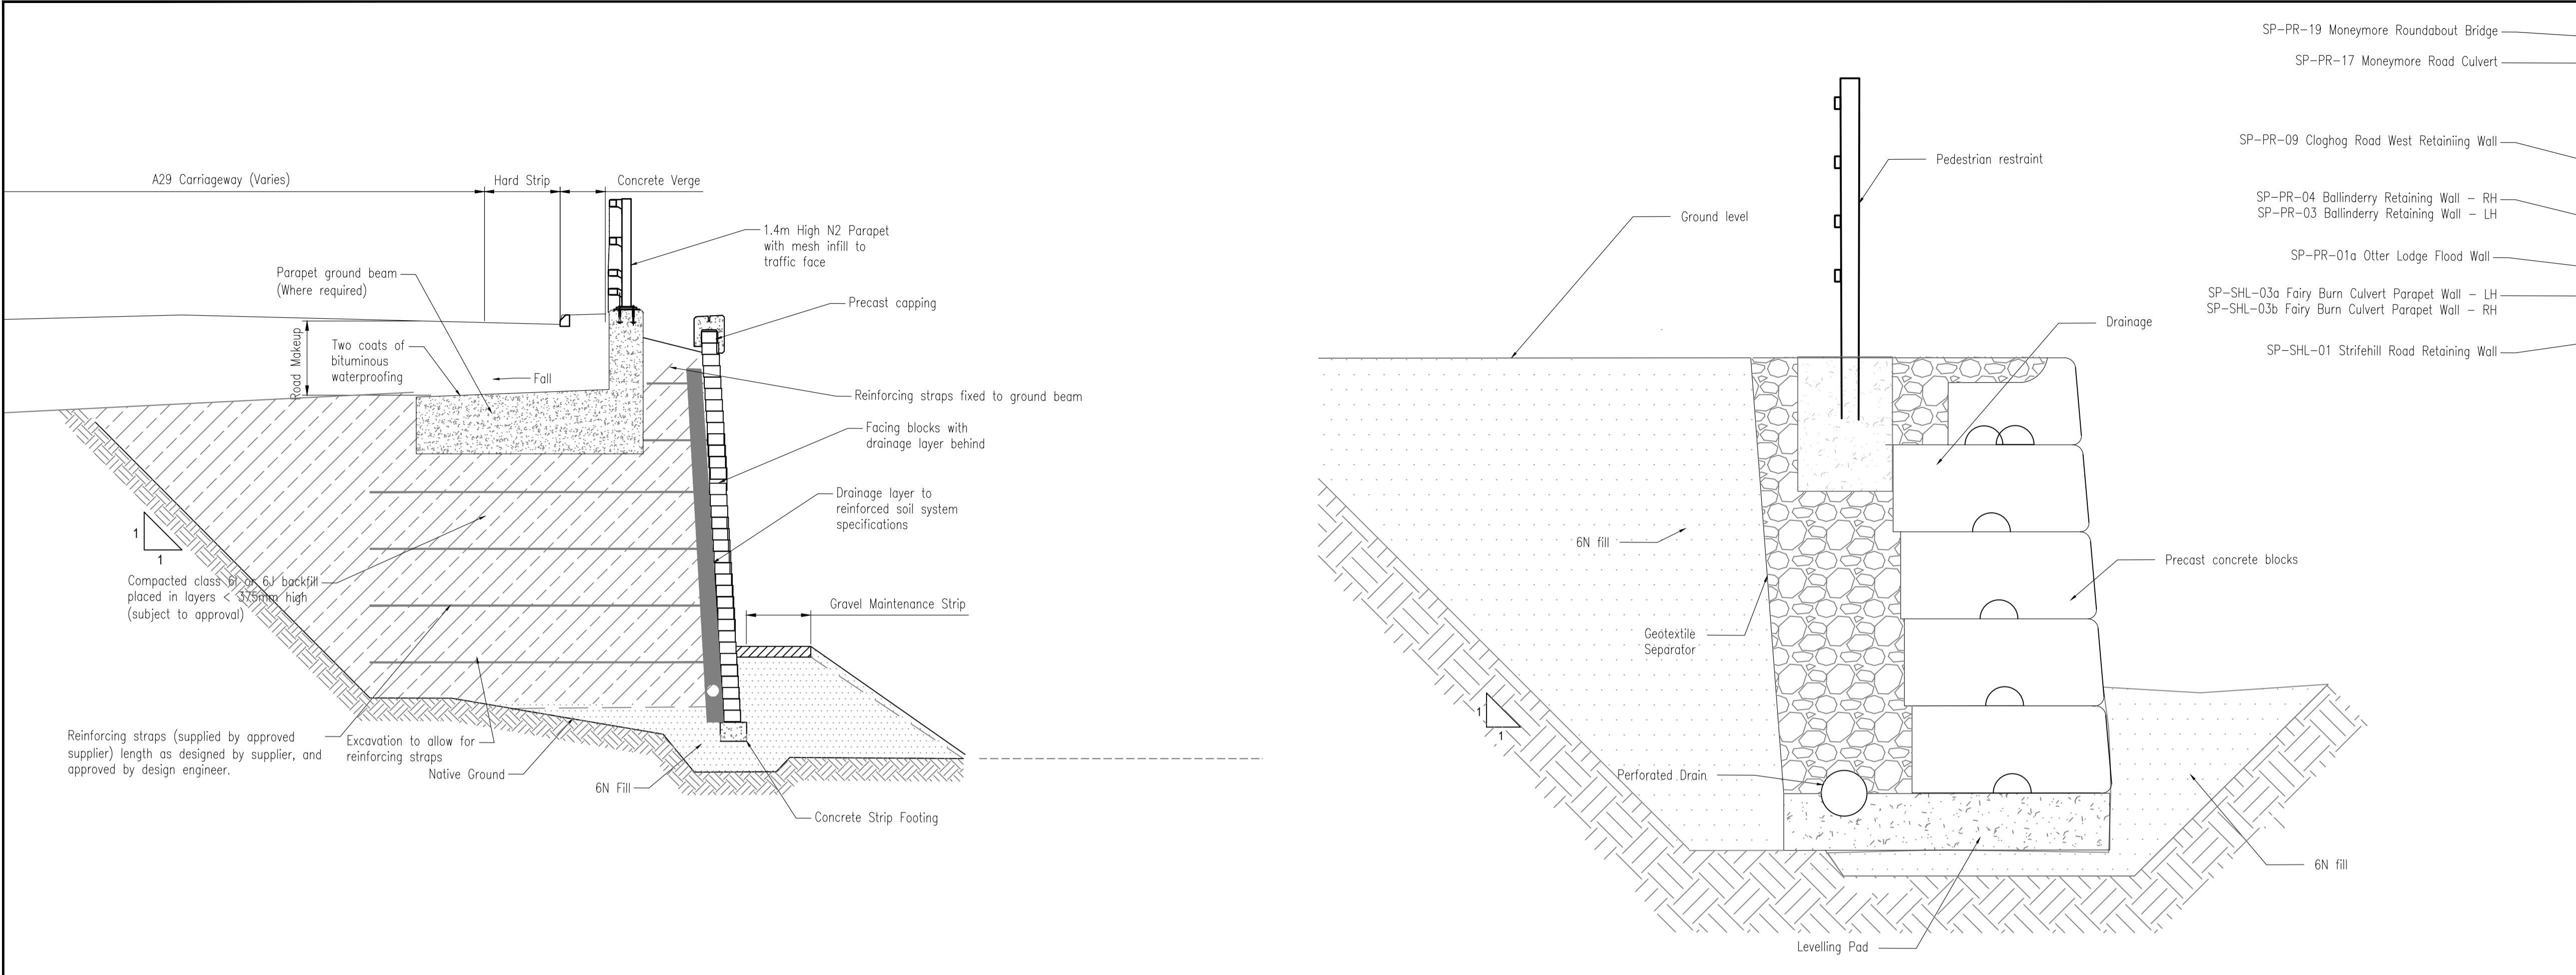 A29 Carriageway (Varies)
Hard Strip
Concrete Verge
1.4m High N2 Parapet
with mesh infill to
traffic face
Parapet ground beam
(Where required)
Precast capping
Road Makeup
Two coats of
bituminous
waterproofing
Fall
Reinforcing straps fixed to ground beam
Facing blocks with
drainage layer behind
Drainage layer to
reinforced soil system
specifications
1
1
Compacted class 6I or 6J backfill
placed in layers < 375mm high
(subject to approval)
Gravel Maintenance Strip
Reinforcing straps (supplied by approved
supplier) length as designed by supplier, and
approved by design engineer.
Excavation to allow for
reinforcing straps
Native Ground
6N Fill
Concrete Strip Footing
Pedestrian restraint
Ground level
Drainage
6N fill
Precast concrete blocks
Geotextile
Separator
1
1
Perforated Drain
6N fill
Levelling Pad
SP-PR-19 Moneymore Roundabout Bridge
SP-PR-17 Moneymore Road Culvert
SP-PR-09 Cloghog Road West Retainiing Wall
SP-PR-04 Ballinderry Retaining Wall - RH
SP-PR-03 Ballinderry Retaining Wall - LH
SP-PR-01a Otter Lodge Flood Wall
SP-SHL-03a Fairy Burn Culvert Parapet Wall - LH
SP-SHL-03b Fairy Burn Culvert Parapet Wall - RH
SP-SHL-01 Strifehill Road Retaining Wall